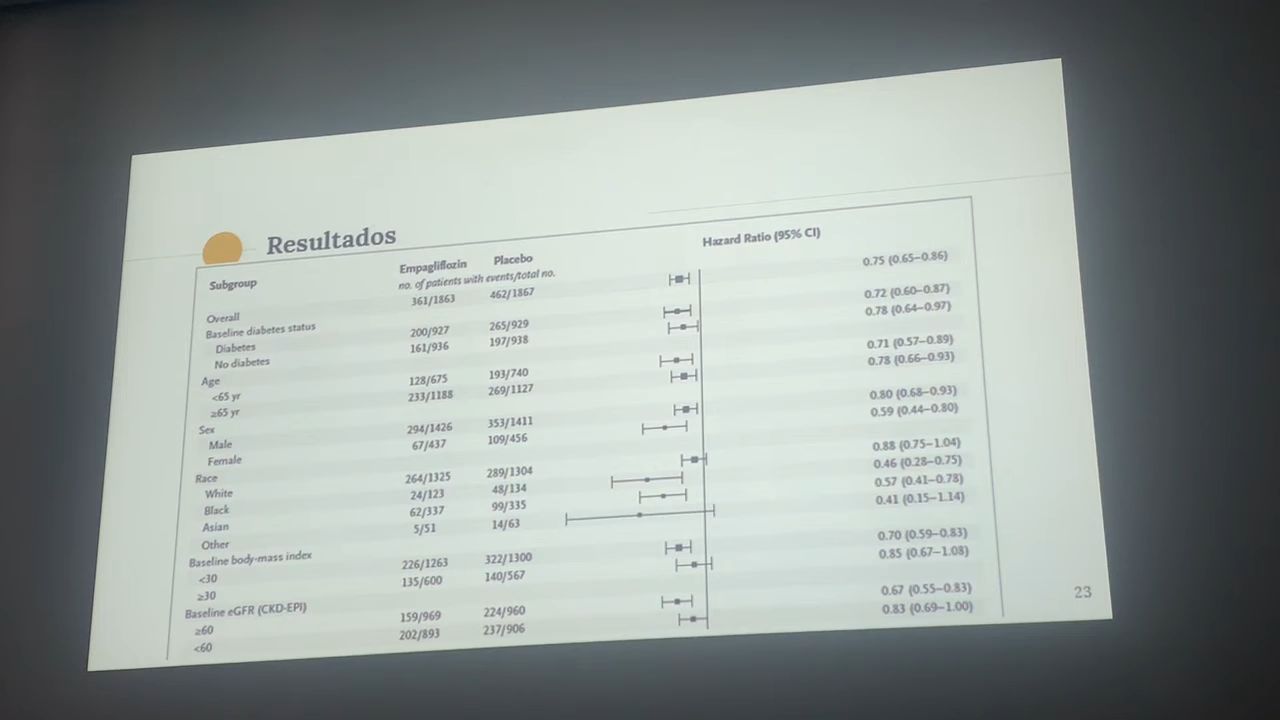 Resultados
Subgroup Empagliflozin Placebo Hazard Ratio (95% CI)
no. of patients with events/total no.
Overall 361/1863 462/1867 0.75 (0.65–0.86)
Baseline diabetes status
Diabetes 200/927 265/929 0.72 (0.60–0.87)
No diabetes 161/936 197/938 0.78 (0.64–0.97)
Age
<65 yr 128/675 193/740 0.71 (0.57–0.89)
≥65 yr 233/1188 269/1127 0.78 (0.66–0.93)
Sex
Male 294/1426 353/1411 0.80 (0.68–0.93)
Female 67/437 109/456 0.59 (0.44–0.80)
Race
White 264/1325 289/1304 0.88 (0.75–1.04)
Black 24/123 48/134 0.46 (0.28–0.75)
Asian 62/337 99/335 0.57 (0.41–0.78)
Other 5/51 14/63 0.41 (0.15–1.14)
Baseline body-mass index
<30 226/1263 322/1300 0.70 (0.59–0.83)
≥30 135/600 140/567 0.85 (0.67–1.08)
Baseline eGFR (CKD-EPI)
≥60 159/969 224/960 0.67 (0.55–0.83)
<60 202/893 237/906 0.83 (0.69–1.00)
23